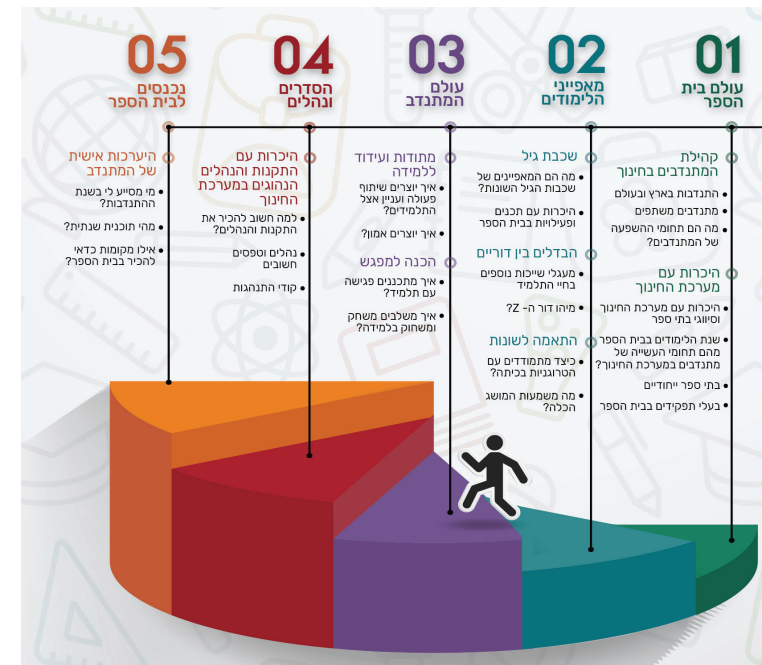 01
עולם בית
הספר
קהילת
המתנדבים בחינוך
• התנדבות בארץ ובעולם
• מתנדבים משתפים
• מה הם תחומי ההשפעה
של המתנדבים?
היכרות עם
מערכת החינוך
• היכרות עם מערכת החינוך
וסיווגי בתי ספר
• שנת הלימודים בבית הספר
מהם תחומי העשייה של
מתנדבים במערכת החינוך?
• בתי ספר ייחודיים
• בעלי תפקידים בבית הספר
02
מאפייני
הלימודים
שכבת גיל
• מה הם המאפיינים של
שכבות הגיל השונות?
• היכרות עם תכנים
ופעילויות בבית הספר
הבדלים בין דוריים
• מעגלי שייכות נוספים
בחיי התלמיד
• מיהו דור ה- Z?
התאמה לשונות
• כיצד מתמודדים עם
הטרוגניות בכיתה?
• מה משמעות המושג
הכלה?
03
עולם
המתנדב
מתודות ועידוד
ללמידה
• איך יוצרים שיתוף
פעולה ועניין אצל
התלמידים?
• איך יוצרים אמון?
הכנה למפגש
• איך מתכננים פגישה
עם תלמיד?
• איך משלבים משחק
ומשחוק בלמידה?
04
הסדרים
ונהלים
היכרות עם
התקנות והנהלים
הנהוגים במערכת
החינוך
• למה חשוב להכיר את
התקנות והנהלים?
• נהלים וטפסים
חשובים
• קודי התנהגות
05
נכנסים
לבית הספר
היערכות אישית
של המתנדב
• מי מסייע לי בשנת
ההתנדבות?
• מהי תוכנית שנתית?
• אילו מקומות כדאי
להכיר בבית הספר?